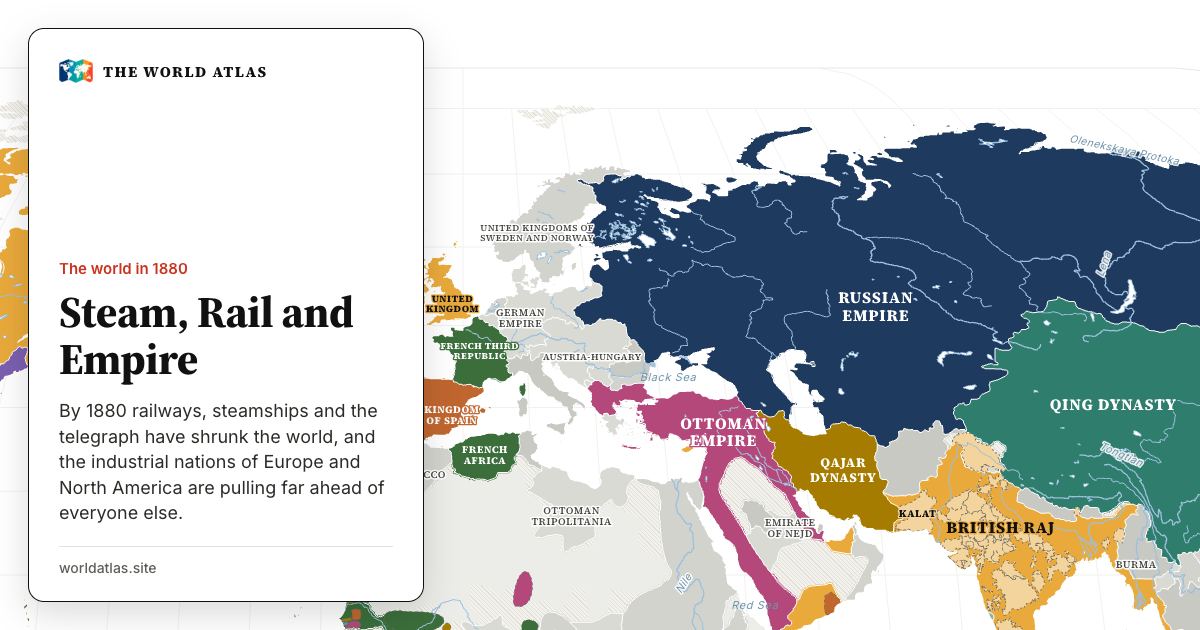 THE WORLD ATLAS
The world in 1880
Steam, Rail and
Empire
By 1880 railways, steamships and the
telegraph have shrunk the world, and
the industrial nations of Europe and
North America are pulling far ahead of
everyone else.
worldatlas.site
Olenekskaya Protoka
UNITED KINGDOMS OF
SWEDEN AND NORWAY
Lena
RUSSIAN
EMPIRE
UNITED
KINGDOM
GERMAN
EMPIRE
FRENCH THIRD
REPUBLIC
AUSTRIA-HUNGARY
Black Sea
KINGDOM
OF SPAIN
OTTOMAN
EMPIRE
QING DYNASTY
FRENCH
AFRICA
QAJAR
DYNASTY
Tongtian
CCO
OTTOMAN
TRIPOLITANIA
EMIRATE
OF NEJD
KALAT
BRITISH RAJ
BURMA
Nile
Red Sea